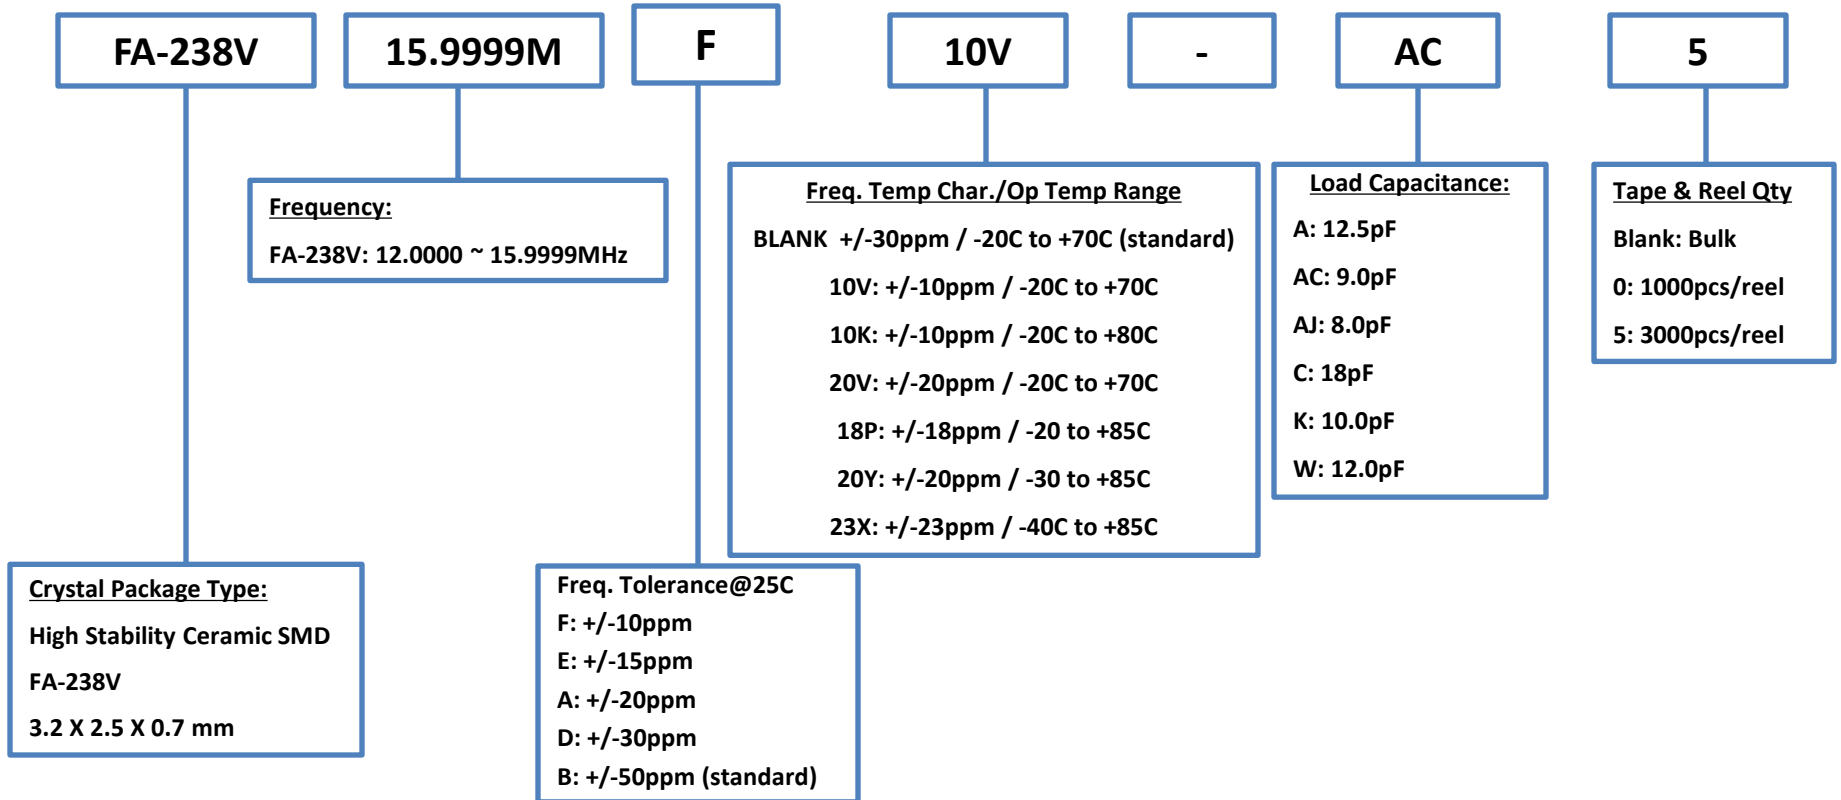 FA-238V
15.9999M
F
10V
-
AC
5
Frequency:
FA-238V: 12.0000 ~ 15.9999MHz
Freq. Temp Char./Op Temp Range
BLANK  +/-30ppm / -20C to +70C (standard)
10V: +/-10ppm / -20C to +70C
10K: +/-10ppm / -20C to +80C
20V: +/-20ppm / -20C to +70C
18P: +/-18ppm / -20 to +85C
20Y: +/-20ppm / -30 to +85C
23X: +/-23ppm / -40C to +85C
Load Capacitance:
A: 12.5pF
AC: 9.0pF
AJ: 8.0pF
C: 18pF
K: 10.0pF
W: 12.0pF
Tape & Reel Qty
Blank: Bulk
0: 1000pcs/reel
5: 3000pcs/reel
Crystal Package Type:
High Stability Ceramic SMD
FA-238V
3.2 X 2.5 X 0.7 mm
Freq. Tolerance@25C
F: +/-10ppm
E: +/-15ppm
A: +/-20ppm
D: +/-30ppm
B: +/-50ppm (standard)